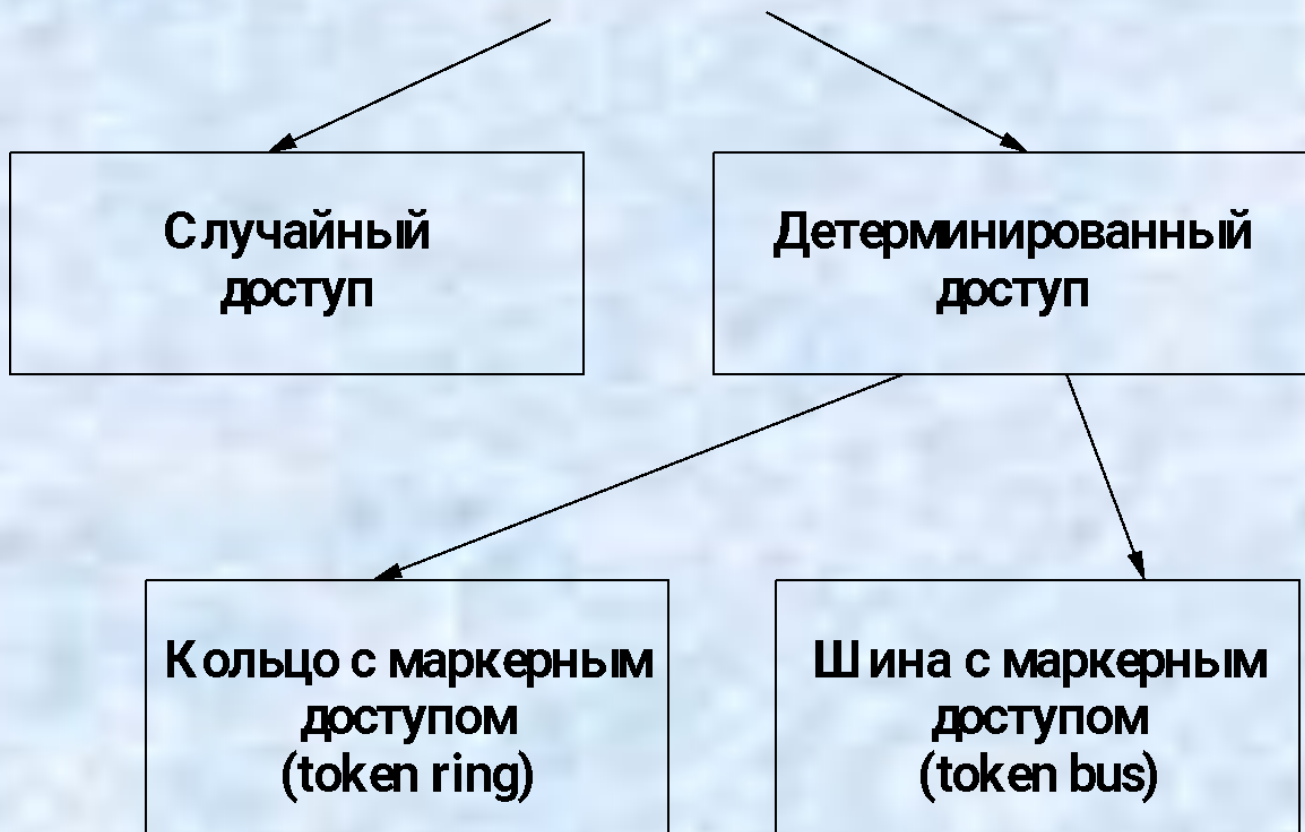 Случайный
доступ
Детерминированный
доступ
Кольцо с маркерным
доступом
(token ring)
Шина с маркерным
доступом
(token bus)